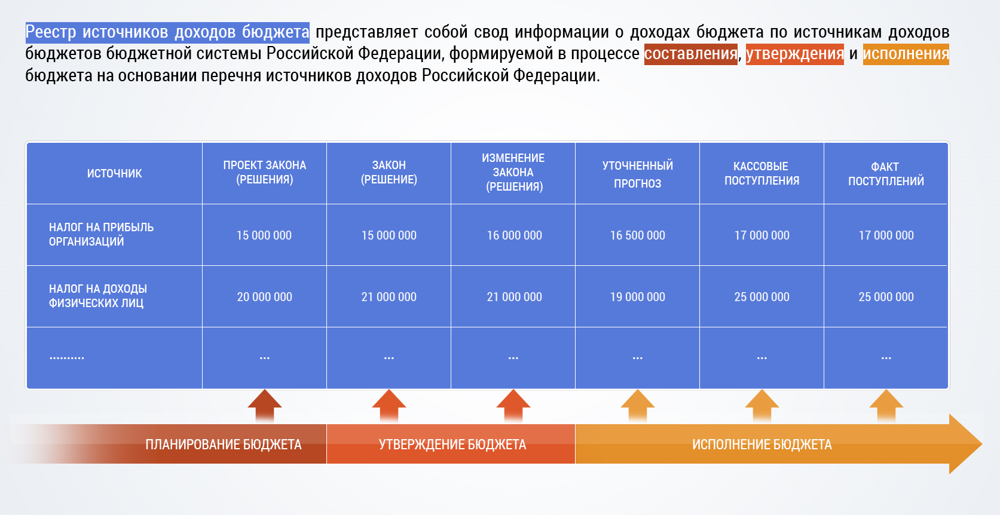 Реестр источников доходов бюджета представляет собой свод информации о доходах бюджета по источникам доходов
бюджетов бюджетной системы Российской Федерации, формируемой в процессе составления, утверждения и исполнения
бюджета на основании перечня источников доходов Российской Федерации.
ИСТОЧНИК
ПРОЕКТ ЗАКОНА
(РЕШЕНИЯ)
ЗАКОН
(РЕШЕНИЕ)
ИЗМЕНЕНИЕ
ЗАКОНА
(РЕШЕНИЯ)
УТОЧНЕННЫЙ
ПРОГНОЗ
КАССОВЫЕ
ПОСТУПЛЕНИЯ
ФАКТ
ПОСТУПЛЕНИЙ
НАЛОГ НА ПРИБЫЛЬ
ОРГАНИЗАЦИЙ
15 000 000
15 000 000
16 000 000
16 500 000
17 000 000
17 000 000
НАЛОГ НА ДОХОДЫ
ФИЗИЧЕСКИХ ЛИЦ
20 000 000
21 000 000
21 000 000
19 000 000
25 000 000
25 000 000
..........
...
...
...
...
...
...
ПЛАНИРОВАНИЕ БЮДЖЕТА
УТВЕРЖДЕНИЕ БЮДЖЕТА
ИСПОЛНЕНИЕ БЮДЖЕТА